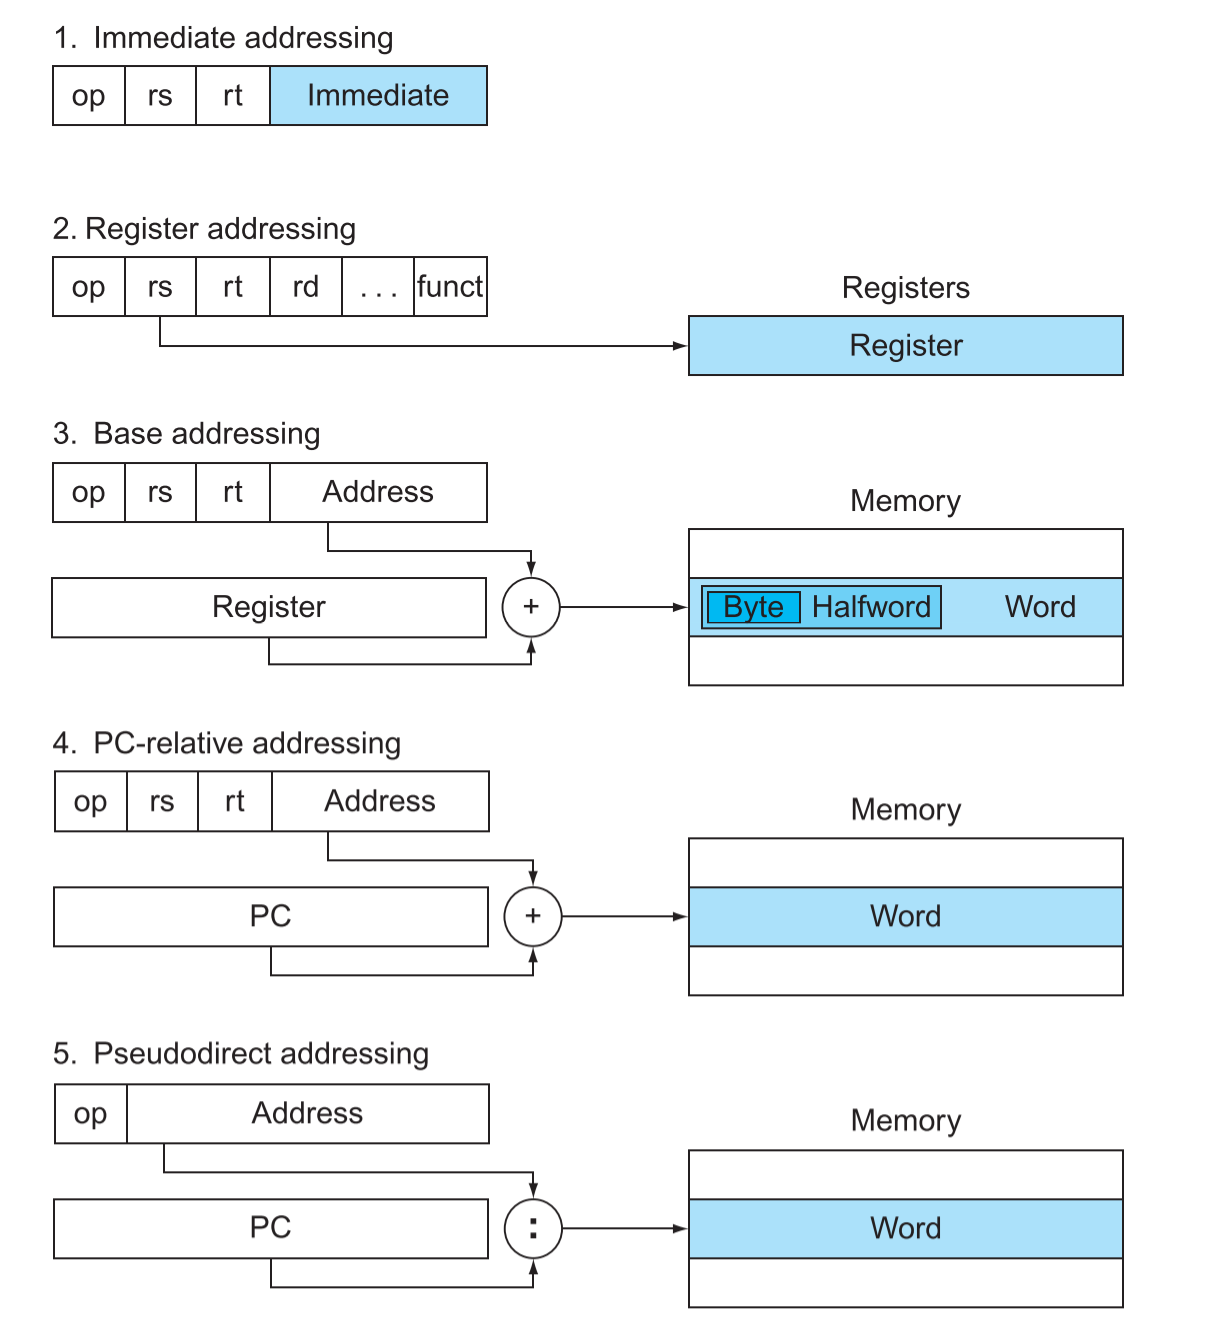 1. Immediate addressing
op rs rt Immediate
2. Register addressing
op rs rt rd ... funct
Registers
Register
3. Base addressing
op rs rt Address
Memory
Register + Byte Halfword Word
4. PC-relative addressing
op rs rt Address
Memory
PC + Word
5. Pseudodirect addressing
op Address
Memory
PC : Word